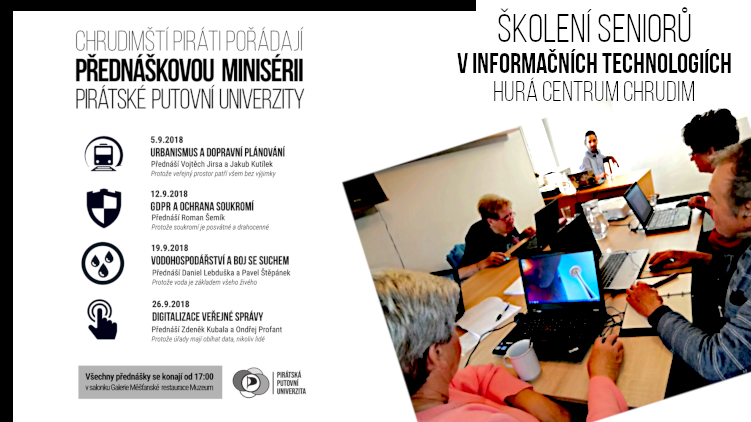 CHRUDIMŠTÍ PIRÁTI POŘÁDAJÍ
PŘEDNÁŠKOVOU MINISÉRII
PIRÁTSKÉ PUTOVNÍ UNIVERZITY
5.9.2018
URBANISMUS A DOPRAVNÍ PLÁNOVÁNÍ
Přednáší Vojtěch Jirsa a Jakub Kutílek
Protože veřejný prostor patří všem bez výjimky
12.9.2018
GDPR A OCHRANA SOUKROMÍ
Přednáší Roman Šemík
Protože soukromí je posvátné a drahocenné
19.9.2018
VODOHOSPODÁŘSTVÍ A BOJ SE SUCHEM
Přednáší Daniel Lebduška a Pavel Štěpánek
Protože voda je základem všeho živého
26.9.2018
DIGITALIZACE VEŘEJNÉ SPRÁVY
Přednáší Zdeněk Kubala a Ondřej Profant
Protože úřady mají obíhat data, nikoliv lidé
Všechny přednášky se konají od 17:00
v salonku Galerie Měšťanské restaurace Muzeum
PIRÁTSKÁ
PUTOVNÍ
UNIVERZITA
ŠKOLENÍ SENIORŮ
V INFORMAČNÍCH TECHNOLOGIÍCH
HURÁ CENTRUM CHRUDIM